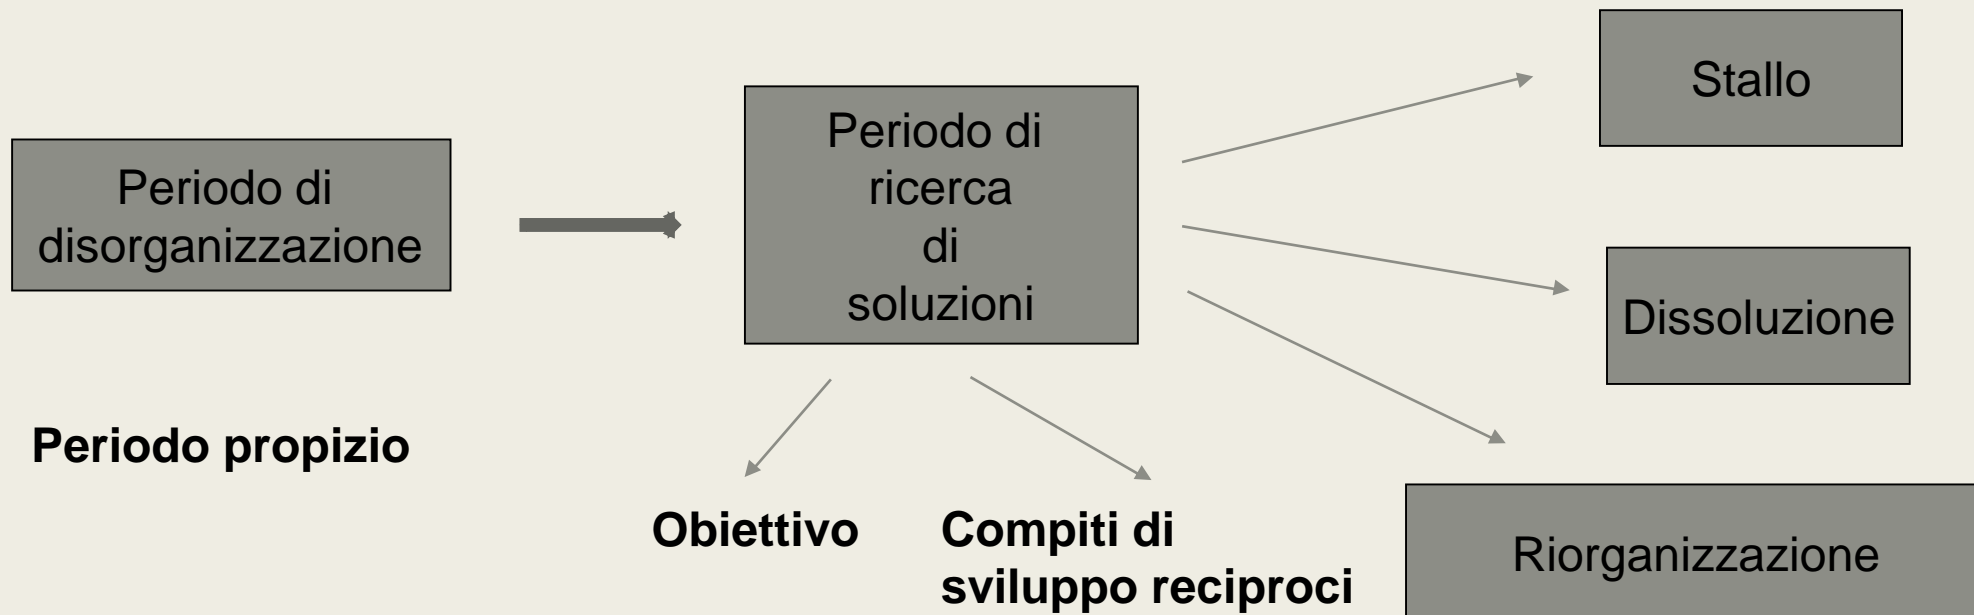 Periodo di
disorganizzazione
Periodo propizio
Periodo di
ricerca
di
soluzioni
Obiettivo
Compiti di
sviluppo reciproci
Stallo
Dissoluzione
Riorganizzazione